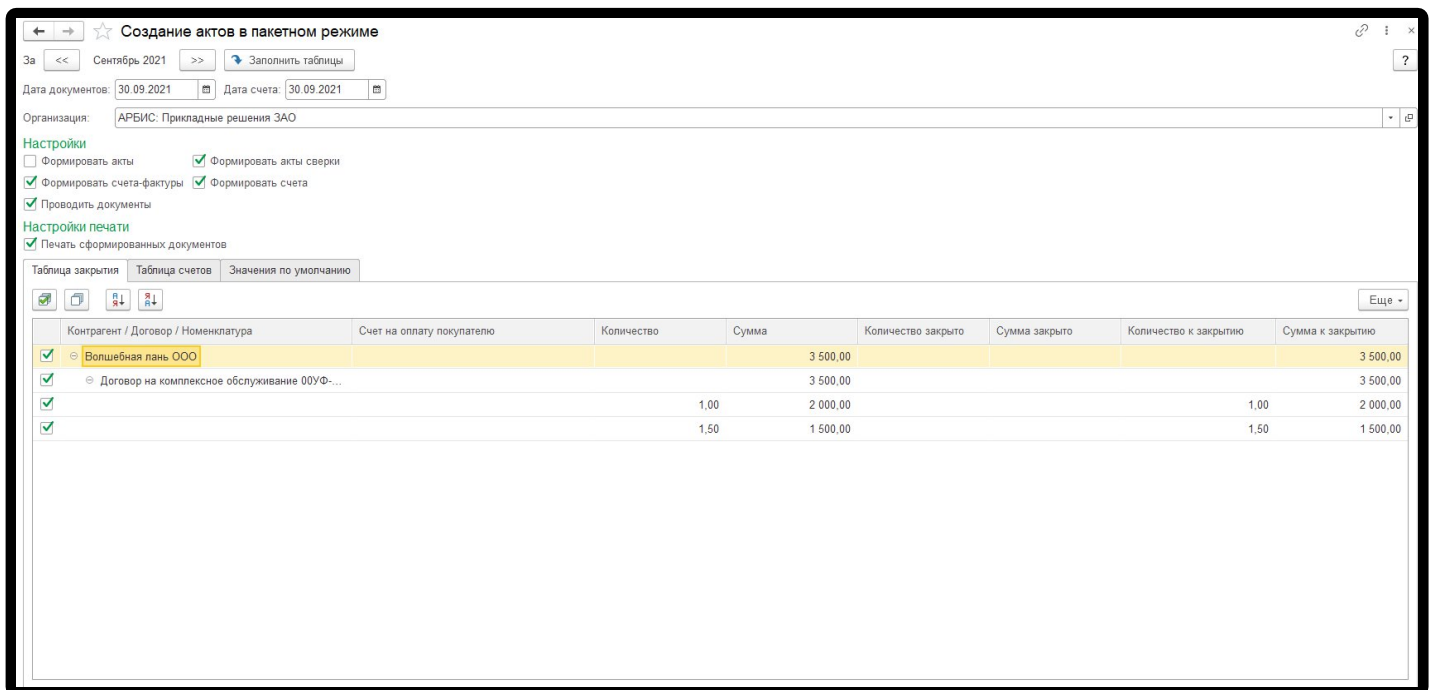 Создание актов в пакетном режиме
За << Сентябрь 2021 >> Заполнить таблицы ?
Дата документов: 30.09.2021 Дата счета: 30.09.2021
Организация: АРБИС: Прикладные решения ЗАО
Настройки
Формировать акты Формировать акты сверки
Формировать счета-фактуры Формировать счета
Проводить документы
Настройки печати
Печать сформированных документов
Таблица закрытия Таблица счетов Значения по умолчанию
Еще
Контрагент / Договор / Номенклатура Счет на оплату покупателю Количество Сумма Количество закрыто Сумма закрыто Количество к закрытию Сумма к закрытию
Волшебная лань ООО 3 500,00 3 500,00
Договор на комплексное обслуживание 00УФ-... 3 500,00 3 500,00
1,00 2 000,00 1,00 2 000,00
1,50 1 500,00 1,50 1 500,00